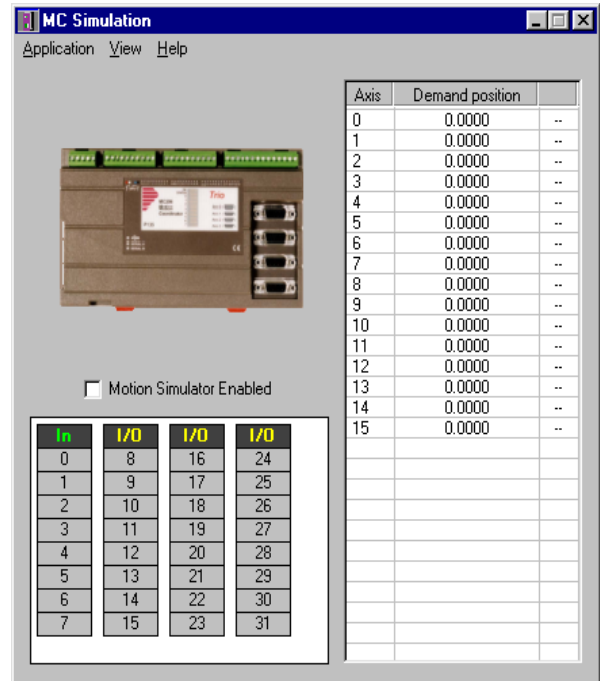 MC Simulation
Application View Help
Axis Demand position
0 0.0000 --
1 0.0000 --
2 0.0000 --
3 0.0000 --
4 0.0000 --
5 0.0000 --
6 0.0000 --
7 0.0000 --
8 0.0000 --
9 0.0000 --
10 0.0000 --
11 0.0000 --
12 0.0000 --
13 0.0000 --
14 0.0000 --
15 0.0000 --
Trio
Motion Simulator Enabled
In I/O I/O I/O
0 8 16 24
1 9 17 25
2 10 18 26
3 11 19 27
4 12 20 28
5 13 21 29
6 14 22 30
7 15 23 31